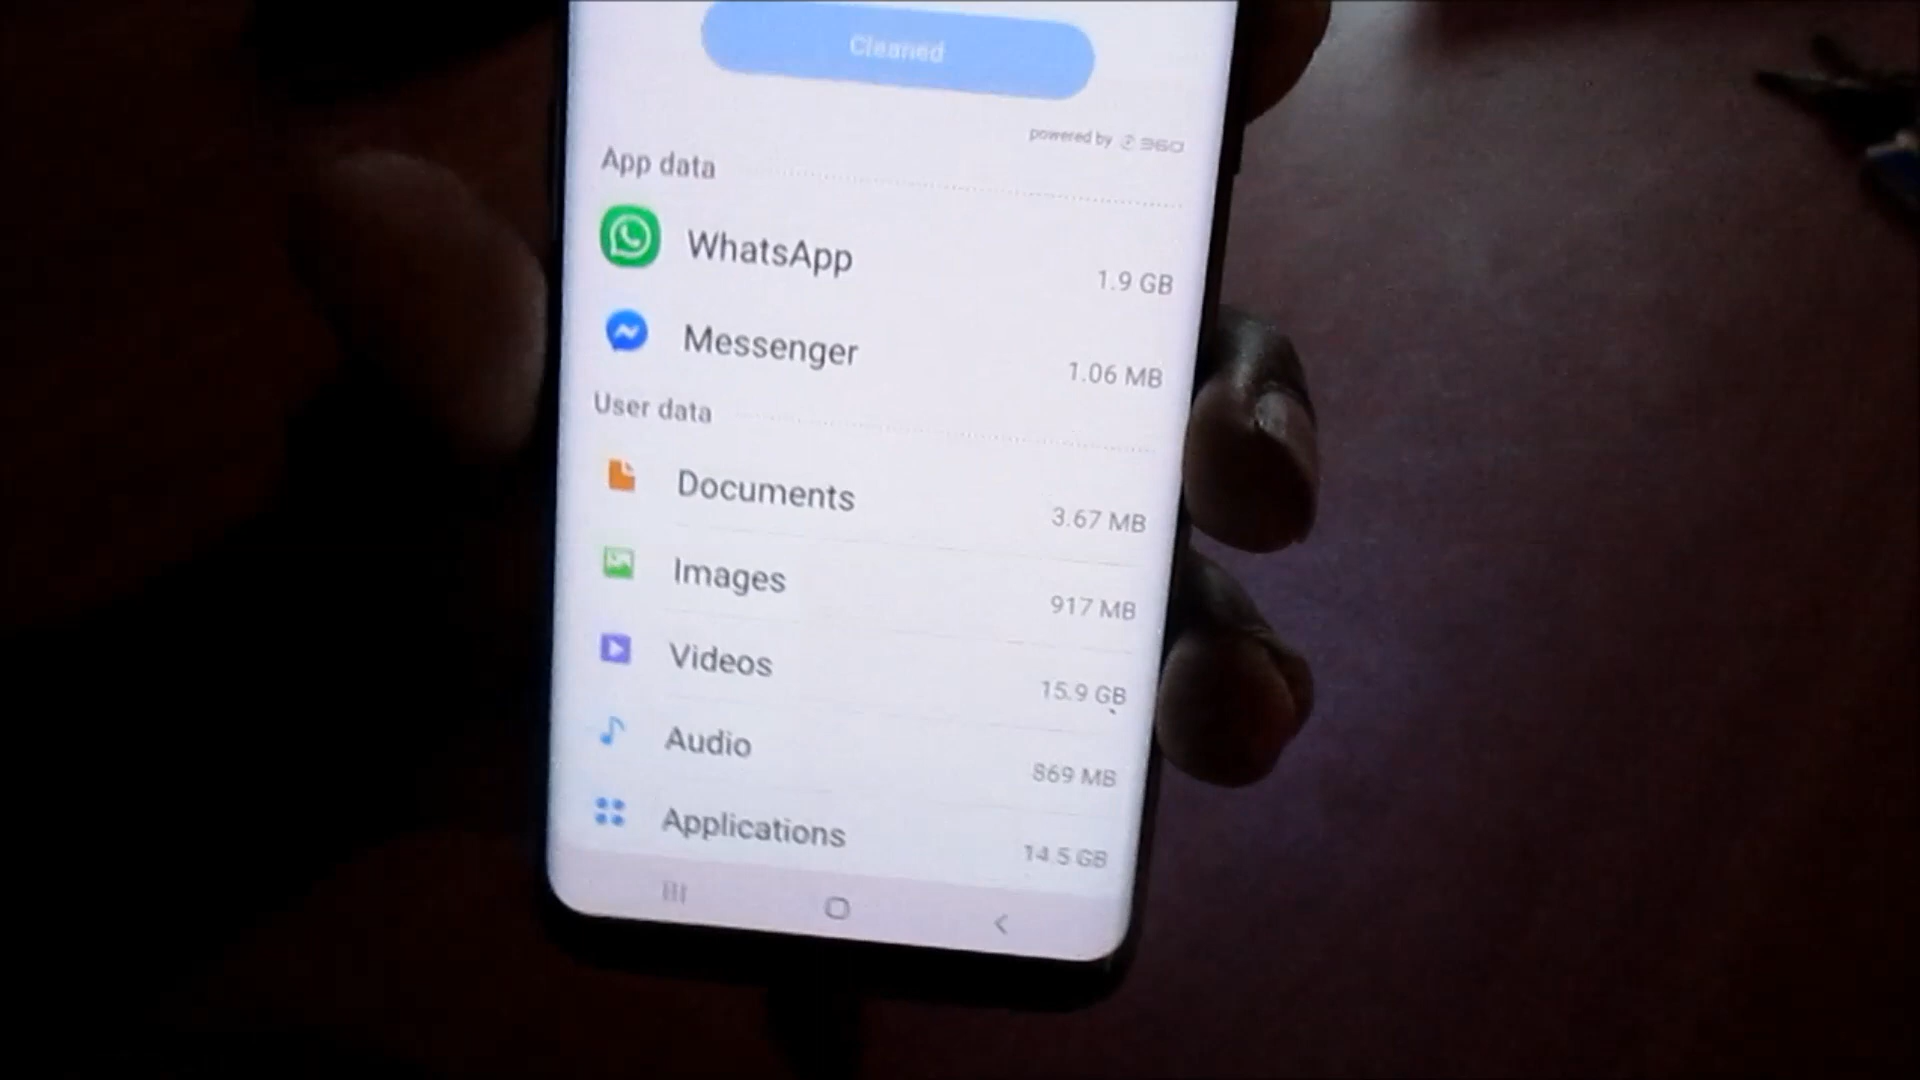 Cleaned
powered by 360
App data
WhatsApp 1.9 GB
Messenger 1.06 MB
User data
Documents 3.67 MB
Images 917 MB
Videos 15.9 GB
Audio 869 MB
Applications 14.5 GB